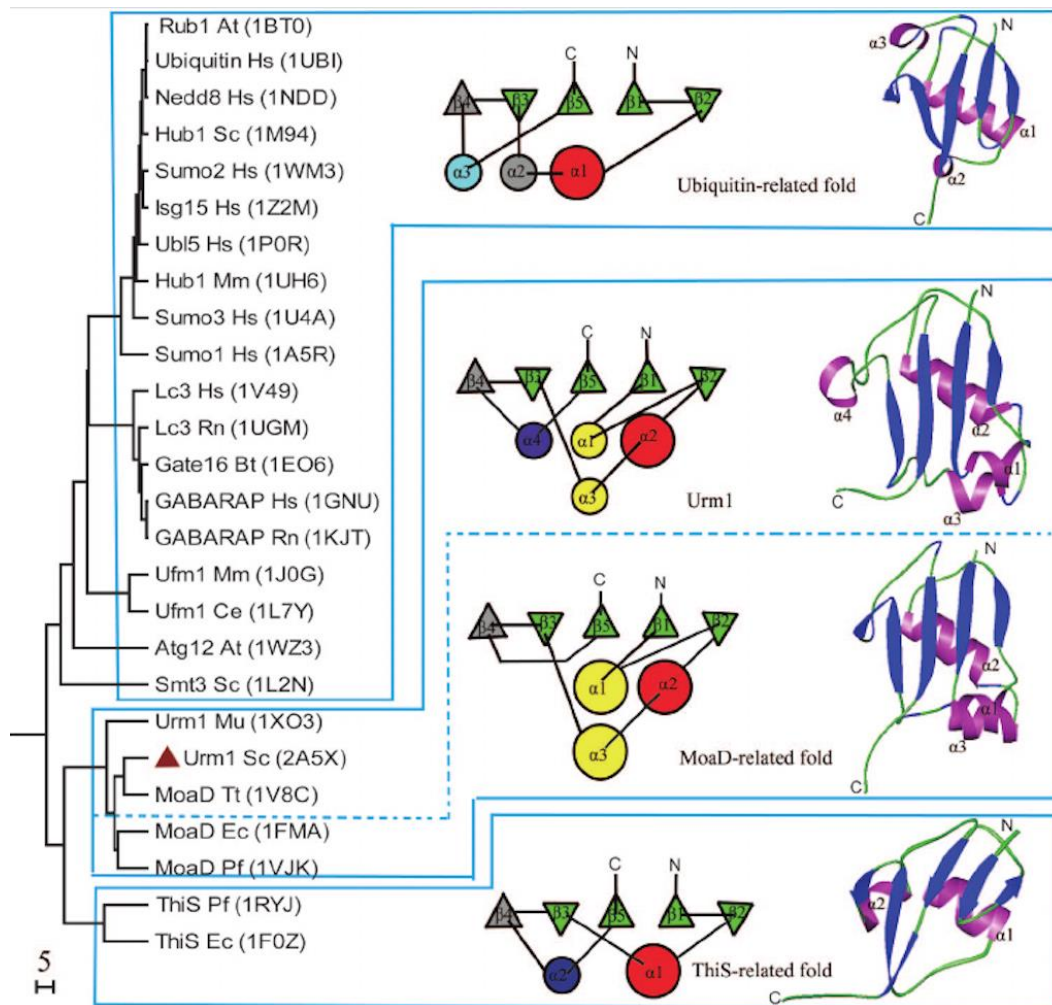 Rub1 At (1BT0)
Ubiquitin Hs (1UBI)
Nedd8 Hs (1NDD)
Hub1 Sc (1M94)
Sumo2 Hs (1WM3)
Isg15 Hs (1Z2M)
Ubl5 Hs (1P0R)
Hub1 Mm (1UH6)
Sumo3 Hs (1U4A)
Sumo1 Hs (1A5R)
Lc3 Hs (1V49)
Lc3 Rn (1UGM)
Gate16 Bt (1EO6)
GABARAP Hs (1GNU)
GABARAP Rn (1KJT)
Ufm1 Mm (1J0G)
Ufm1 Ce (1L7Y)
Atg12 At (1WZ3)
Smt3 Sc (1L2N)
Urm1 Mu (1XO3)
Urm1 Sc (2A5X)
MoaD Tt (1V8C)
MoaD Ec (1FMA)
MoaD Pf (1VJK)
ThiS Pf (1RYJ)
ThiS Ec (1F0Z)
5
C N
β4 β3 β5 β1 β2
α3 α2 α1
Ubiquitin-related fold
N
α3
α1
α2
C
C N
β4 β3 β5 β1 β2
α4 α1 α2
α3
Urm1
N
α4
α2
α1
C
α3
C N
β4 β3 β5 β1 β2
α1 α2
α3
MoaD-related fold
N
α2
α1
α3
C
C N
β4 β3 β5 β1 β2
α2 α1
ThiS-related fold
N
α2
α1
C